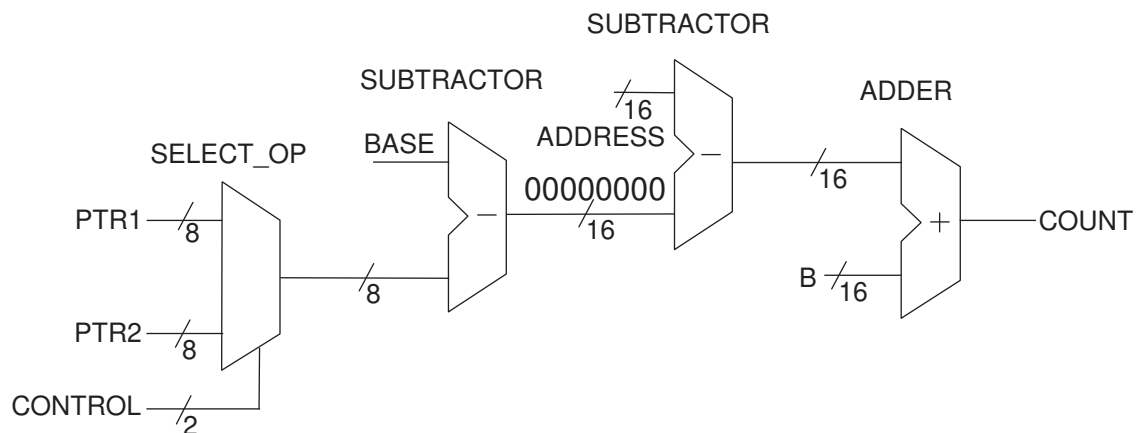 SUBTRACTOR
SUBTRACTOR
ADDER
16
BASE
ADDRESS
SELECT_OP
−
16
00000000
PTR1
8
−
16
+
COUNT
8
B
16
PTR2
8
CONTROL
2